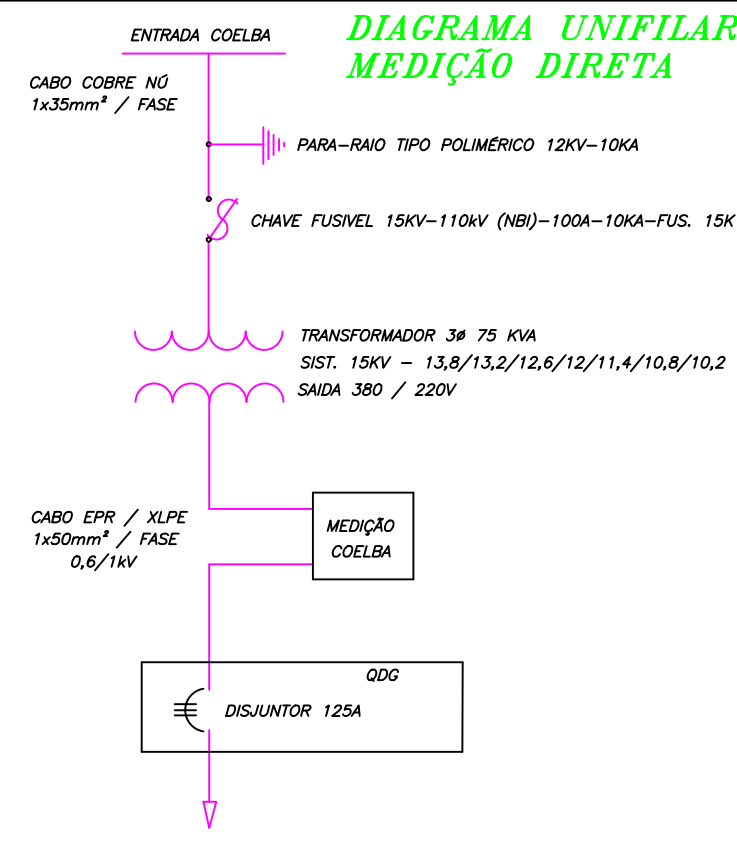 DIAGRAMA UNIFILAR
MEDIÇÃO DIRETA
ENTRADA COELBA
CABO COBRE NÚ
1x35mm² / FASE
PARA-RAIO TIPO POLIMÉRICO 12KV-10KA
CHAVE FUSIVEL 15KV-110kV (NBI)-100A-10KA-FUS. 15K
TRANSFORMADOR 3ø 75 KVA
SIST. 15KV - 13,8/13,2/12,6/12/11,4/10,8/10,2
SAIDA 380 / 220V
CABO EPR / XLPE
1x50mm² / FASE
0,6/1kV
MEDIÇÃO
COELBA
QDG
DISJUNTOR 125A